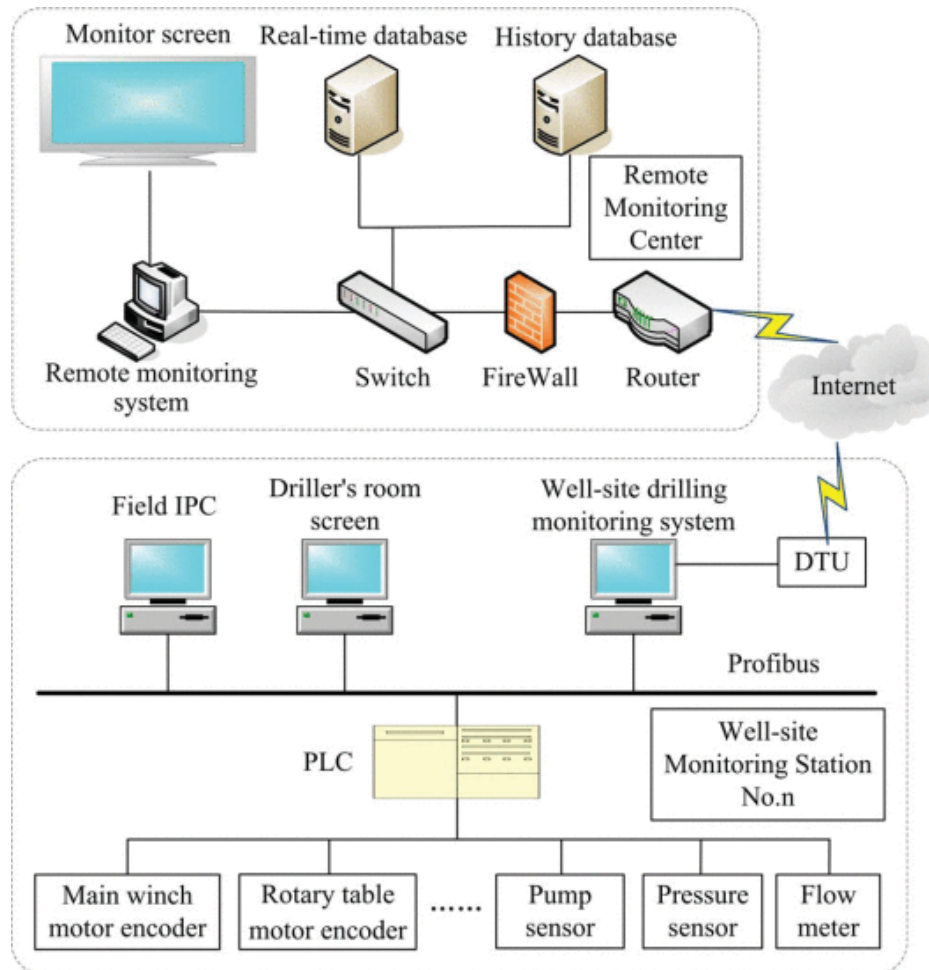 Monitor screen
Real-time database
History database
Remote
Monitoring
Center
Remote monitoring
system
Switch
FireWall
Router
Internet
Field IPC
Driller's room
screen
Well-site drilling
monitoring system
DTU
Profibus
PLC
Well-site
Monitoring Station
No.n
Main winch
motor encoder
Rotary table
motor encoder
......
Pump
sensor
Pressure
sensor
Flow
meter